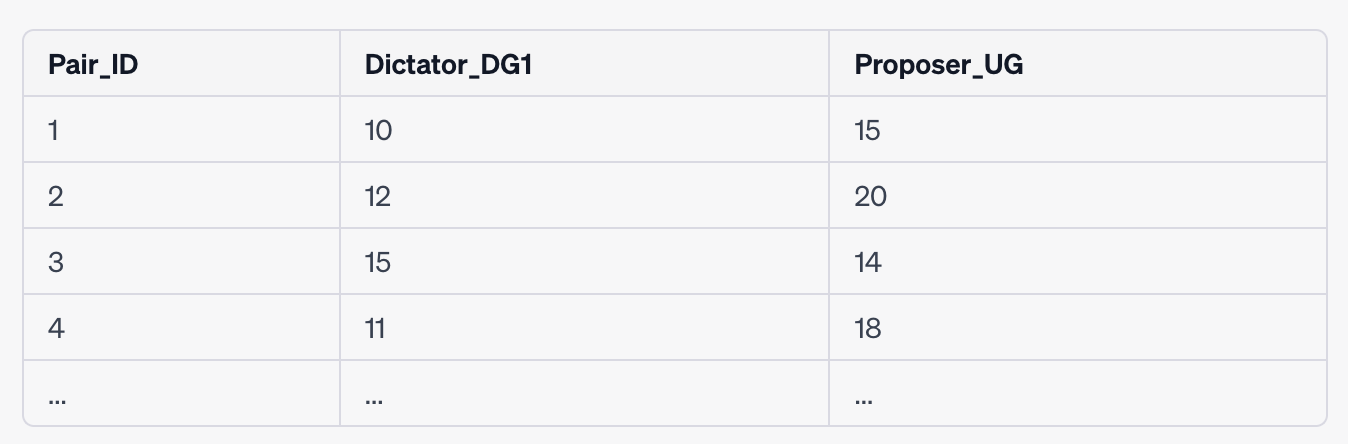 Pair_ID Dictator_DG1 Proposer_UG
1 10 15
2 12 20
3 15 14
4 11 18
... ... ...